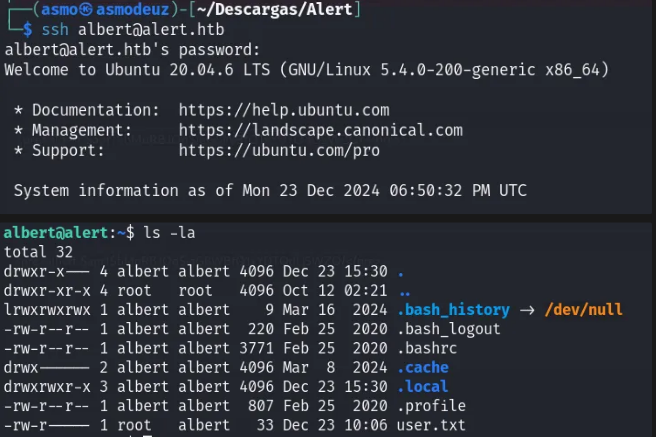 ┌──(asmo㉿asmodeuz)-[~/Descargas/Alert]
└─$ ssh albert@alert.htb
albert@alert.htb's password:
Welcome to Ubuntu 20.04.6 LTS (GNU/Linux 5.4.0-200-generic x86_64)
* Documentation:  https://help.ubuntu.com
* Management:     https://landscape.canonical.com
* Support:        https://ubuntu.com/pro
System information as of Mon 23 Dec 2024 06:50:32 PM UTC
albert@alert:~$ ls -la
total 32
drwxr-x--- 4 albert albert 4096 Dec 23 15:30 .
drwxr-xr-x 4 root   root   4096 Oct 12 02:21 ..
lrwxrwxrwx 1 albert albert    9 Mar 16  2024 .bash_history -> /dev/null
-rw-r--r-- 1 albert albert  220 Feb 25  2020 .bash_logout
-rw-r--r-- 1 albert albert 3771 Feb 25  2020 .bashrc
drwx------ 2 albert albert 4096 Mar  8  2024 .cache
drwxrwxr-x 3 albert albert 4096 Dec 23 15:30 .local
-rw-r--r-- 1 albert albert  807 Feb 25  2020 .profile
-rw-r----- 1 root   albert   33 Dec 23 10:06 user.txt